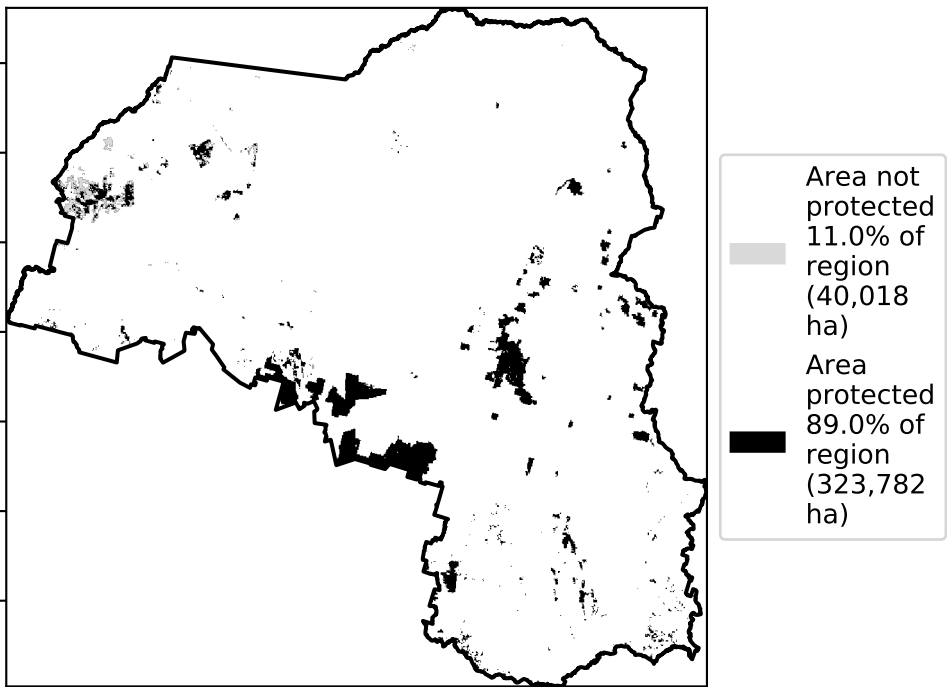 Area not
protected
11.0% of
region
(40,018
ha)
Area
protected
89.0% of
region
(323,782
ha)